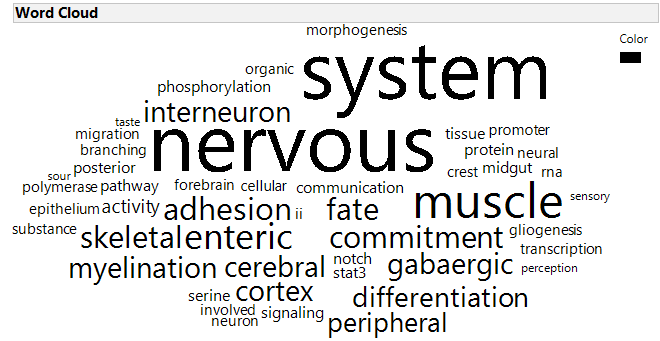 Word Cloud
morphogenesis
Color
organic
system
phosphorylation
interneuron
taste
nervous
migration
tissue
promoter
branching
protein
neural
posterior
crest
midgut
rna
sour
polymerase
pathway
forebrain
cellular
communication
muscle
sensory
epithelium
activity
adhesion
ii
fate
substance
skeletal
enteric
commitment
gliogenesis
transcription
myelination
cerebral
notch
stat3
gabaergic
perception
serine
cortex
differentiation
involved
signaling
neuron
peripheral